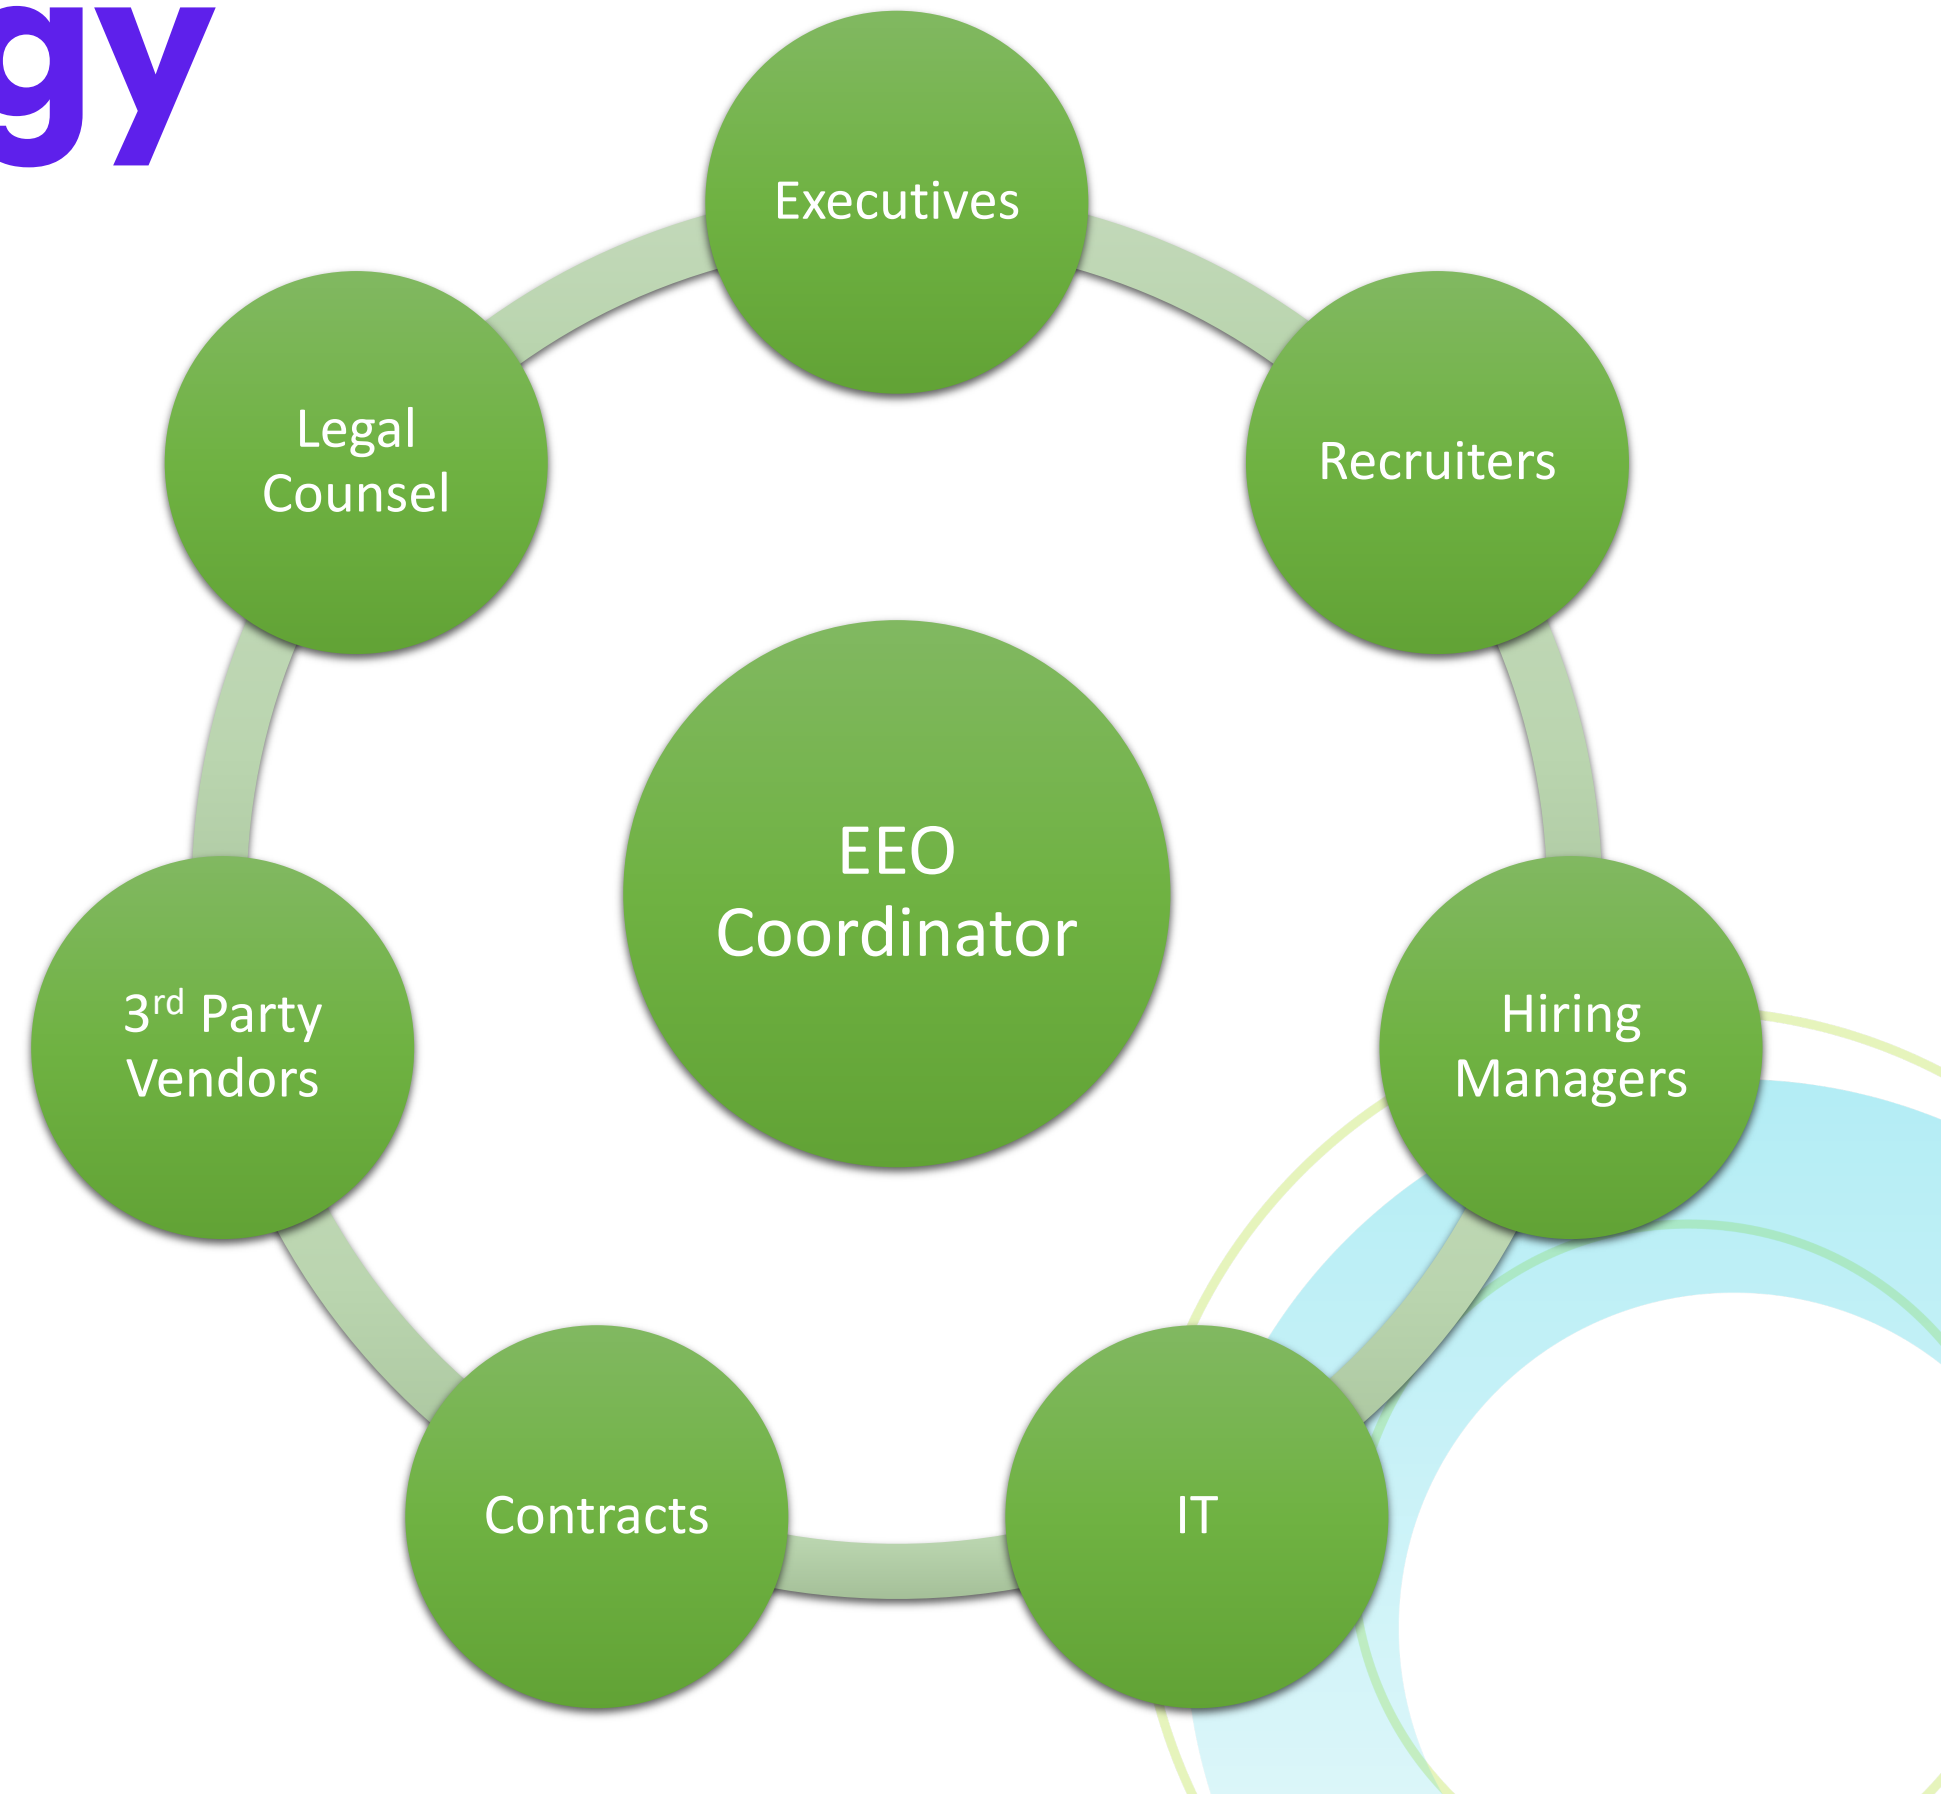 gy
Executives
Recruiters
Hiring
Managers
IT
Contracts
3rd Party
Vendors
Legal
Counsel
EEO
Coordinator